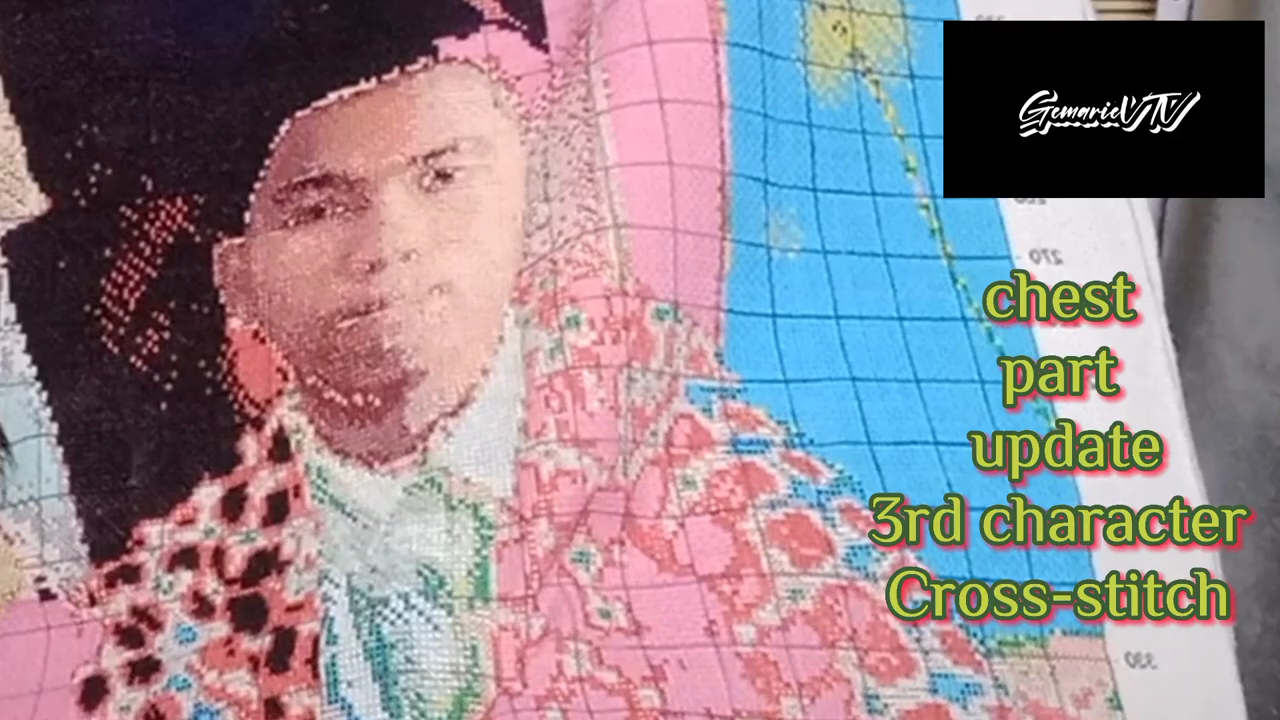 GemarieVTV
chest
part
update
3rd character
Cross-stitch
270
330